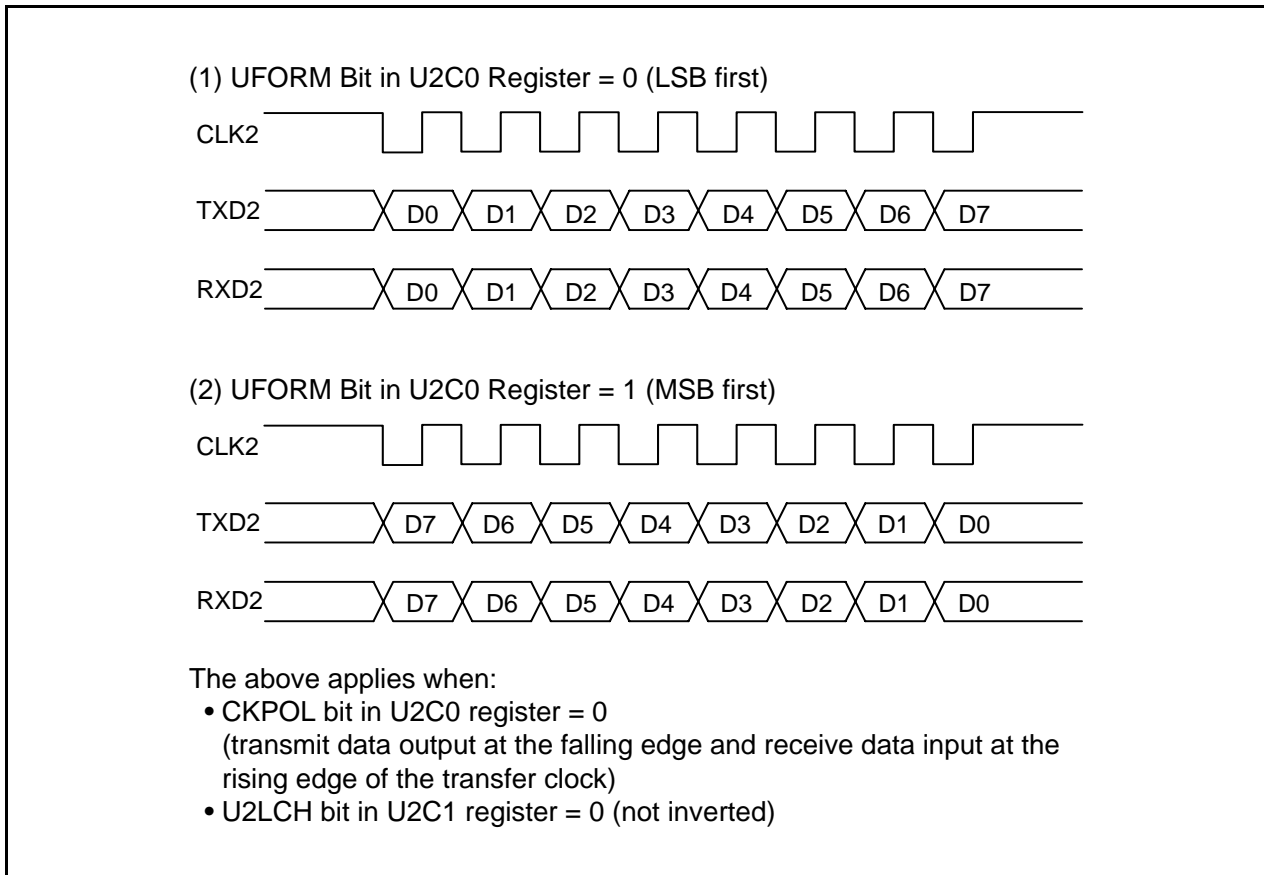 (1) UFORM Bit in U2C0 Register = 0 (LSB first)
CLK2
TXD2 D0 D1 D2 D3 D4 D5 D6 D7
RXD2 D0 D1 D2 D3 D4 D5 D6 D7
(2) UFORM Bit in U2C0 Register = 1 (MSB first)
CLK2
TXD2 D7 D6 D5 D4 D3 D2 D1 D0
RXD2 D7 D6 D5 D4 D3 D2 D1 D0
The above applies when:
• CKPOL bit in U2C0 register = 0
(transmit data output at the falling edge and receive data input at the
rising edge of the transfer clock)
• U2LCH bit in U2C1 register = 0 (not inverted)